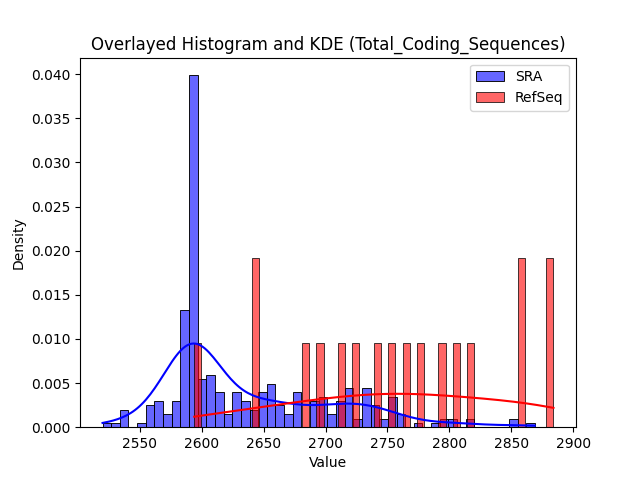 Overlayed Histogram and KDE (Total_Coding_Sequences)
SRA
RefSeq
0.040
0.035
0.030
0.025
0.020
0.015
0.010
0.005
0.000
Density
2550 2600 2650 2700 2750 2800 2850 2900
Value